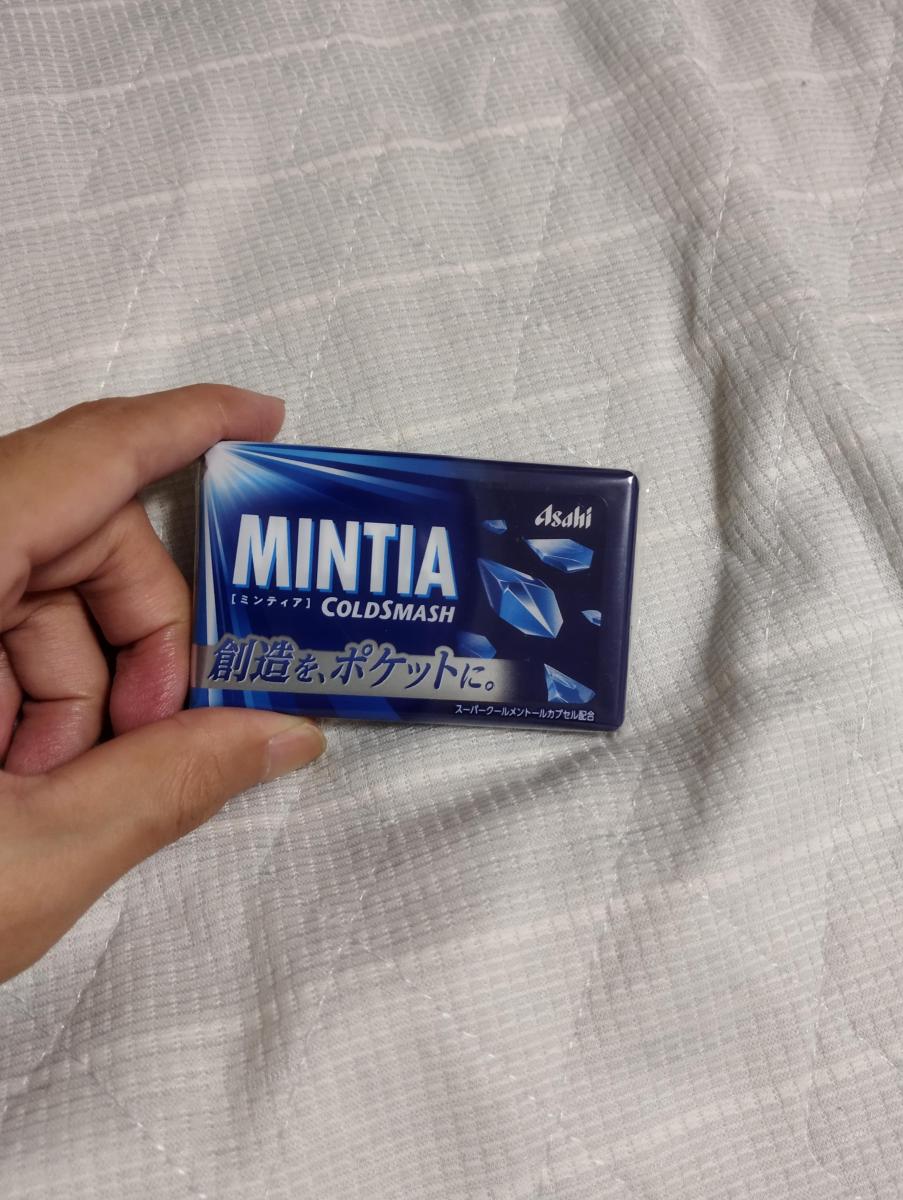 Asahi
MINTIA
[ミンティア] COLDSMASH
創造を、ポケットに。
スーパークールメントールカプセル配合